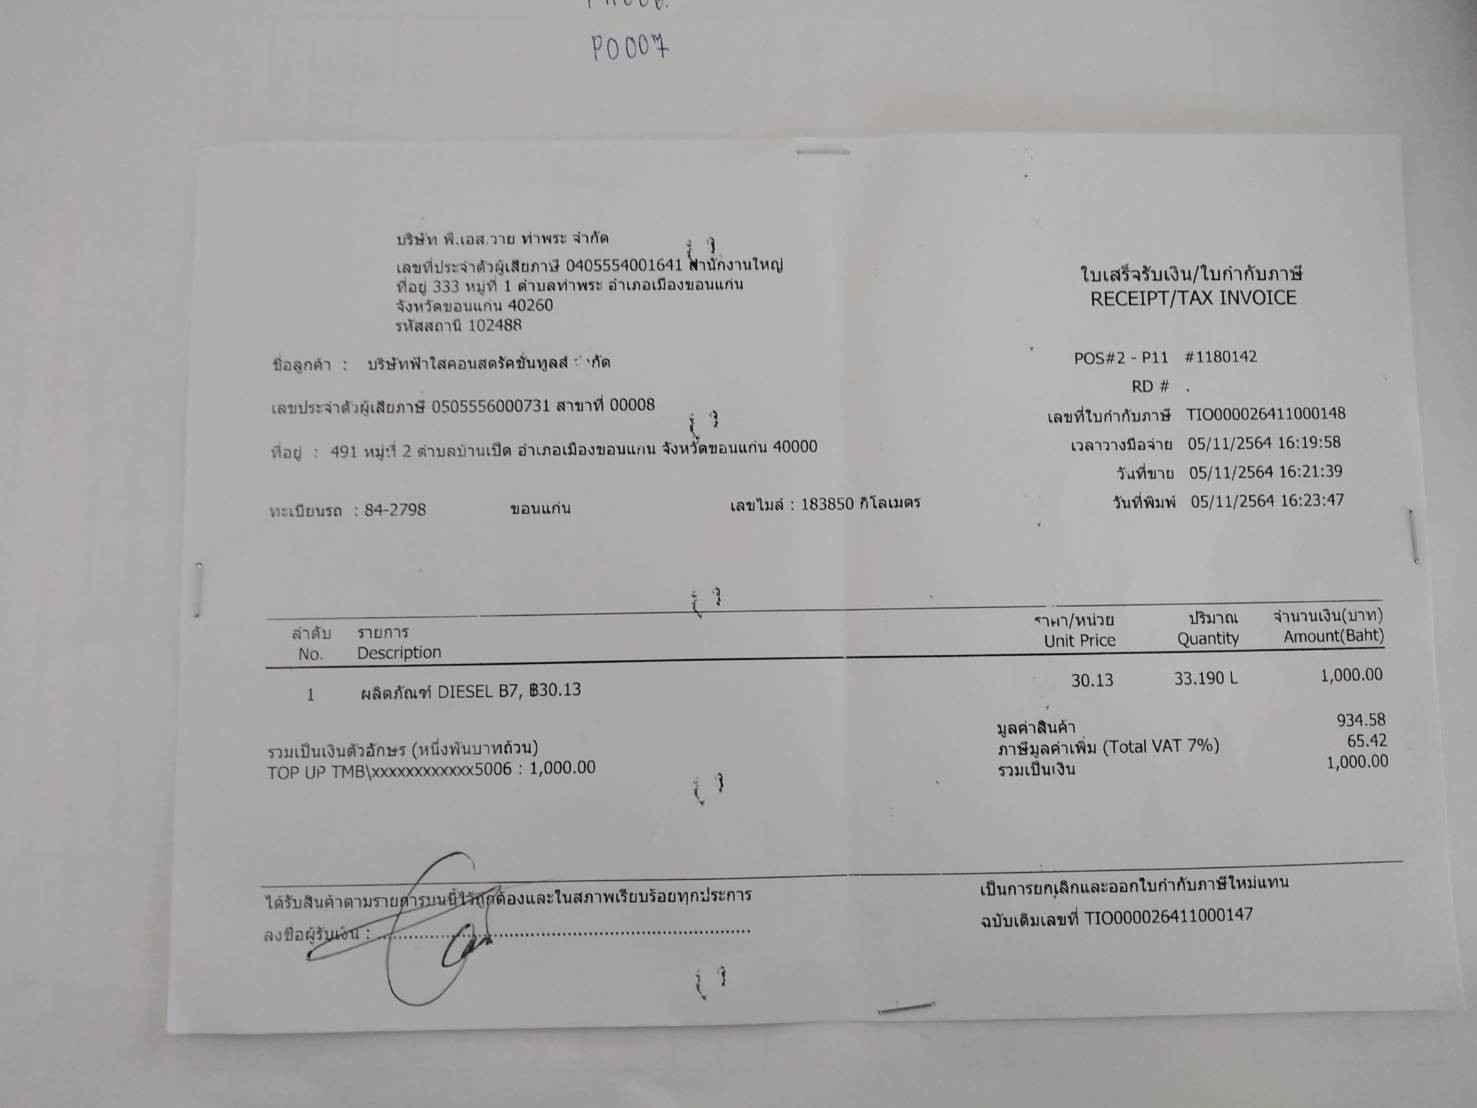 P0007
บริษัท พี.เอส.วาย ท่าพระ จำกัด
เลขที่ประจำตัวผู้เสียภาษี 0405554001641 สำนักงานใหญ่
ที่อยู่ 333 หมู่ที่ 1 ตำบลท่าพระ อำเภอเมืองขอนแก่น
จังหวัดขอนแก่น 40260
รหัสสถานี 102488
ใบเสร็จรับเงิน/ใบกำกับภาษี
RECEIPT/TAX INVOICE
ชื่อลูกค้า : บริษัทฟ้าใสคอนสตรัคชั่นทูลส์ จำกัด
เลขประจำตัวผู้เสียภาษี 0505556000731 สาขาที่ 00008
ที่อยู่ : 491 หมู่ที่ 2 ตำบลบ้านเป็ด อำเภอเมืองขอนแก่น จังหวัดขอนแก่น 40000
ทะเบียนรถ : 84-2798 ขอนแก่น เลขไมล์ : 183850 กิโลเมตร
POS#2 - P11 #1180142
RD # .
เลขที่ใบกำกับภาษี TIO000026411000148
เวลาวางมือจ่าย 05/11/2564 16:19:58
วันที่ขาย 05/11/2564 16:21:39
วันที่พิมพ์ 05/11/2564 16:23:47
ลำดับ รายการ ราคา/หน่วย ปริมาณ จำนวนเงิน(บาท)
No. Description Unit Price Quantity Amount(Baht)
1 ผลิตภัณฑ์ DIESEL B7, ฿30.13 30.13 33.190 L 1,000.00
มูลค่าสินค้า 934.58
ภาษีมูลค่าเพิ่ม (Total VAT 7%) 65.42
รวมเป็นเงิน 1,000.00
รวมเป็นเงินตัวอักษร (หนึ่งพันบาทถ้วน)
TOP UP TMB\xxxxxxxxxxxx5006 : 1,000.00
ได้รับสินค้าตามรายการบนนี้ไว้ถูกต้องและในสภาพเรียบร้อยทุกประการ
ลงชื่อผู้รับเงิน :
เป็นการยกเลิกและออกใบกำกับภาษีใหม่แทน
ฉบับเดิมเลขที่ TIO000026411000147